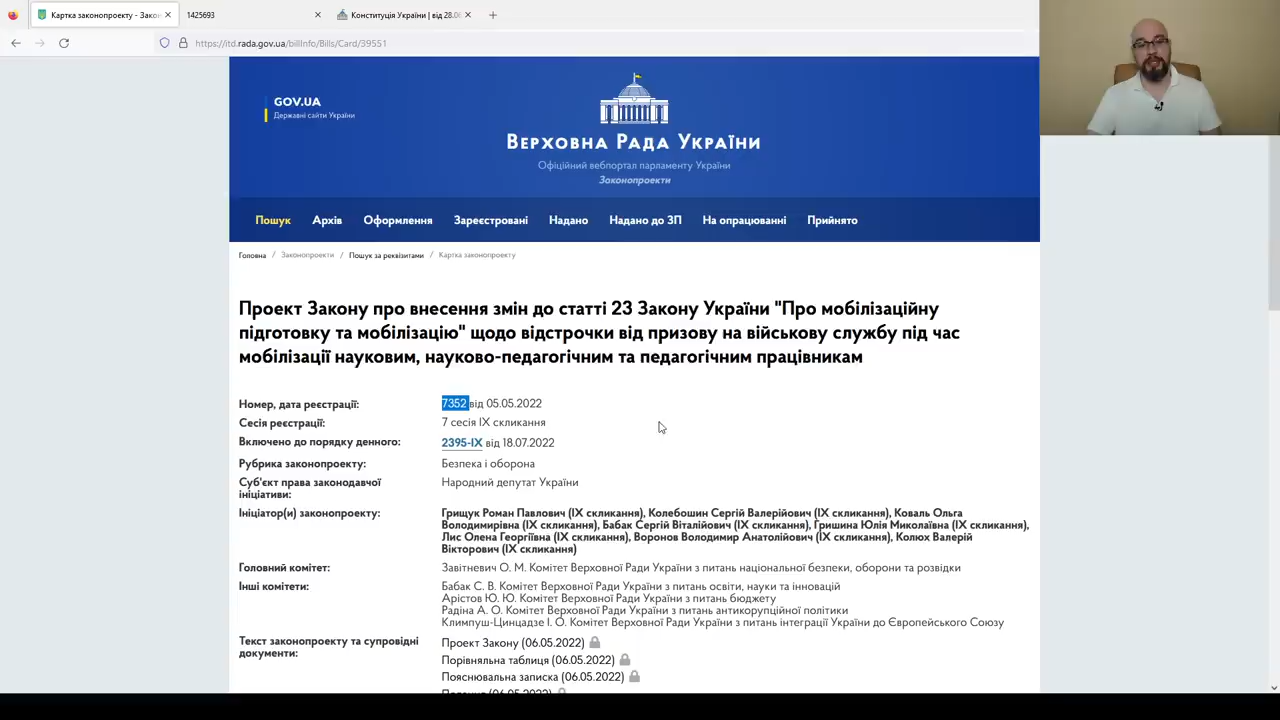 Картка законопроекту - Зако
1425693
Конституція України | від 28.0
https://itd.rada.gov.ua/billInfo/Bills/Card/39551
GOV.UA
Державні сайти України
ВЕРХОВНА РАДА УКРАЇНИ
Офіційний вебпортал парламенту України
Законопроекти
Пошук Архів Оформлення Зареєстровані Надано Надано до ЗП На опрацюванні Прийнято
Головна / Законопроекти / Пошук за реквізитами / Картка законопроекту
Проект Закону про внесення змін до статті 23 Закону України "Про мобілізаційну
підготовку та мобілізацію" щодо відстрочки від призову на військову службу під час
мобілізації науковим, науково-педагогічним та педагогічним працівникам
Номер, дата реєстрації: 7352 від 05.05.2022
Сесія реєстрації: 7 сесія IX скликання
Включено до порядку денного: 2395-IX від 18.07.2022
Рубрика законопроекту: Безпека і оборона
Суб'єкт права законодавчої
ініціативи:
Народний депутат України
Ініціатор(и) законопроекту:
Грищук Роман Павлович (IX скликання), Колебошин Сергій Валерійович (IX скликання), Коваль Ольга
Володимирівна (IX скликання), Бабак Сергій Віталійович (IX скликання), Гришина Юлія Миколаївна (IX скликання),
Лис Олена Георгіївна (IX скликання), Воронов Володимир Анатолійович (IX скликання), Колюх Валерій
Вікторович (IX скликання)
Головний комітет: Завітневич О. М. Комітет Верховної Ради України з питань національної безпеки, оборони та розвідки
Інші комітети: Бабак С. В. Комітет Верховної Ради України з питань освіти, науки та інновацій
Арістов Ю. Ю. Комітет Верховної Ради України з питань бюджету
Радіна А. О. Комітет Верховної Ради України з питань антикорупційної політики
Климпуш-Цинцадзе І. О. Комітет Верховної Ради України з питань інтеграції України до Європейського Союзу
Текст законопроекту та супровідні
документи:
Проект Закону (06.05.2022)
Порівняльна таблиця (06.05.2022)
Пояснювальна записка (06.05.2022)